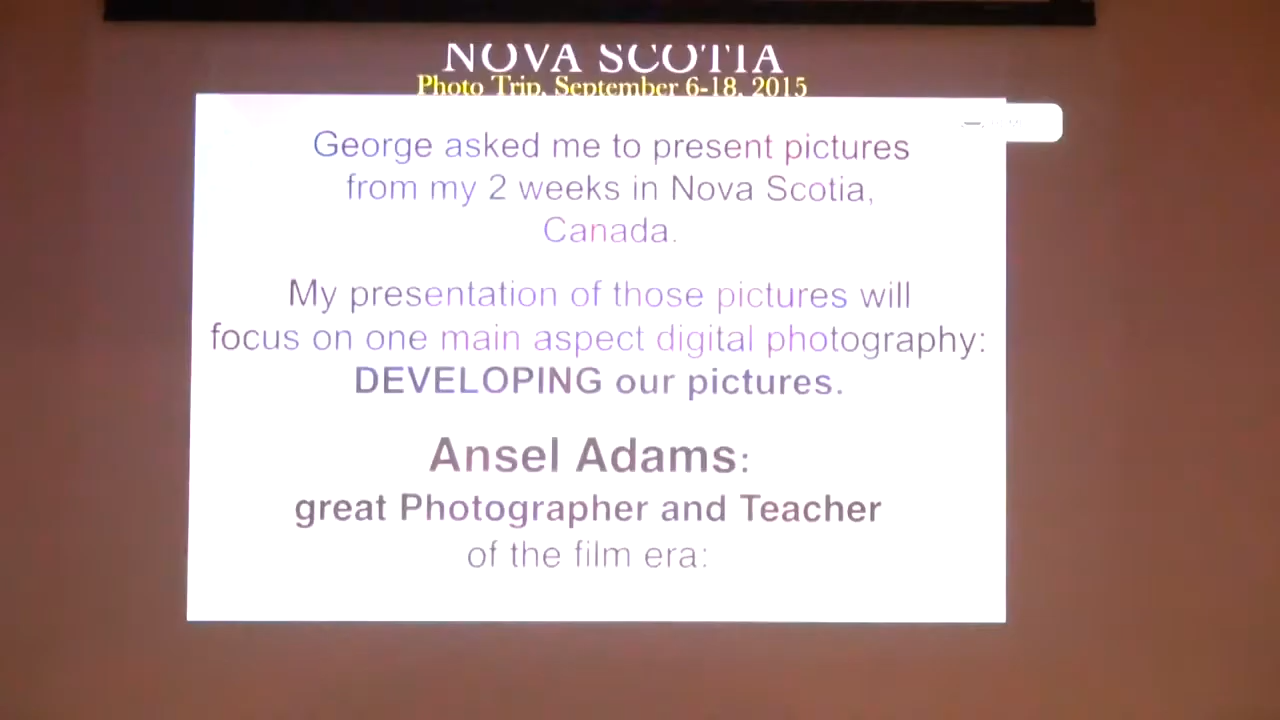 NOVA SCOTIA
Photo Trip, September 6-18, 2015
George asked me to present pictures
from my 2 weeks in Nova Scotia,
Canada.
My presentation of those pictures will
focus on one main aspect digital photography:
DEVELOPING our pictures.
Ansel Adams:
great Photographer and Teacher
of the film era: